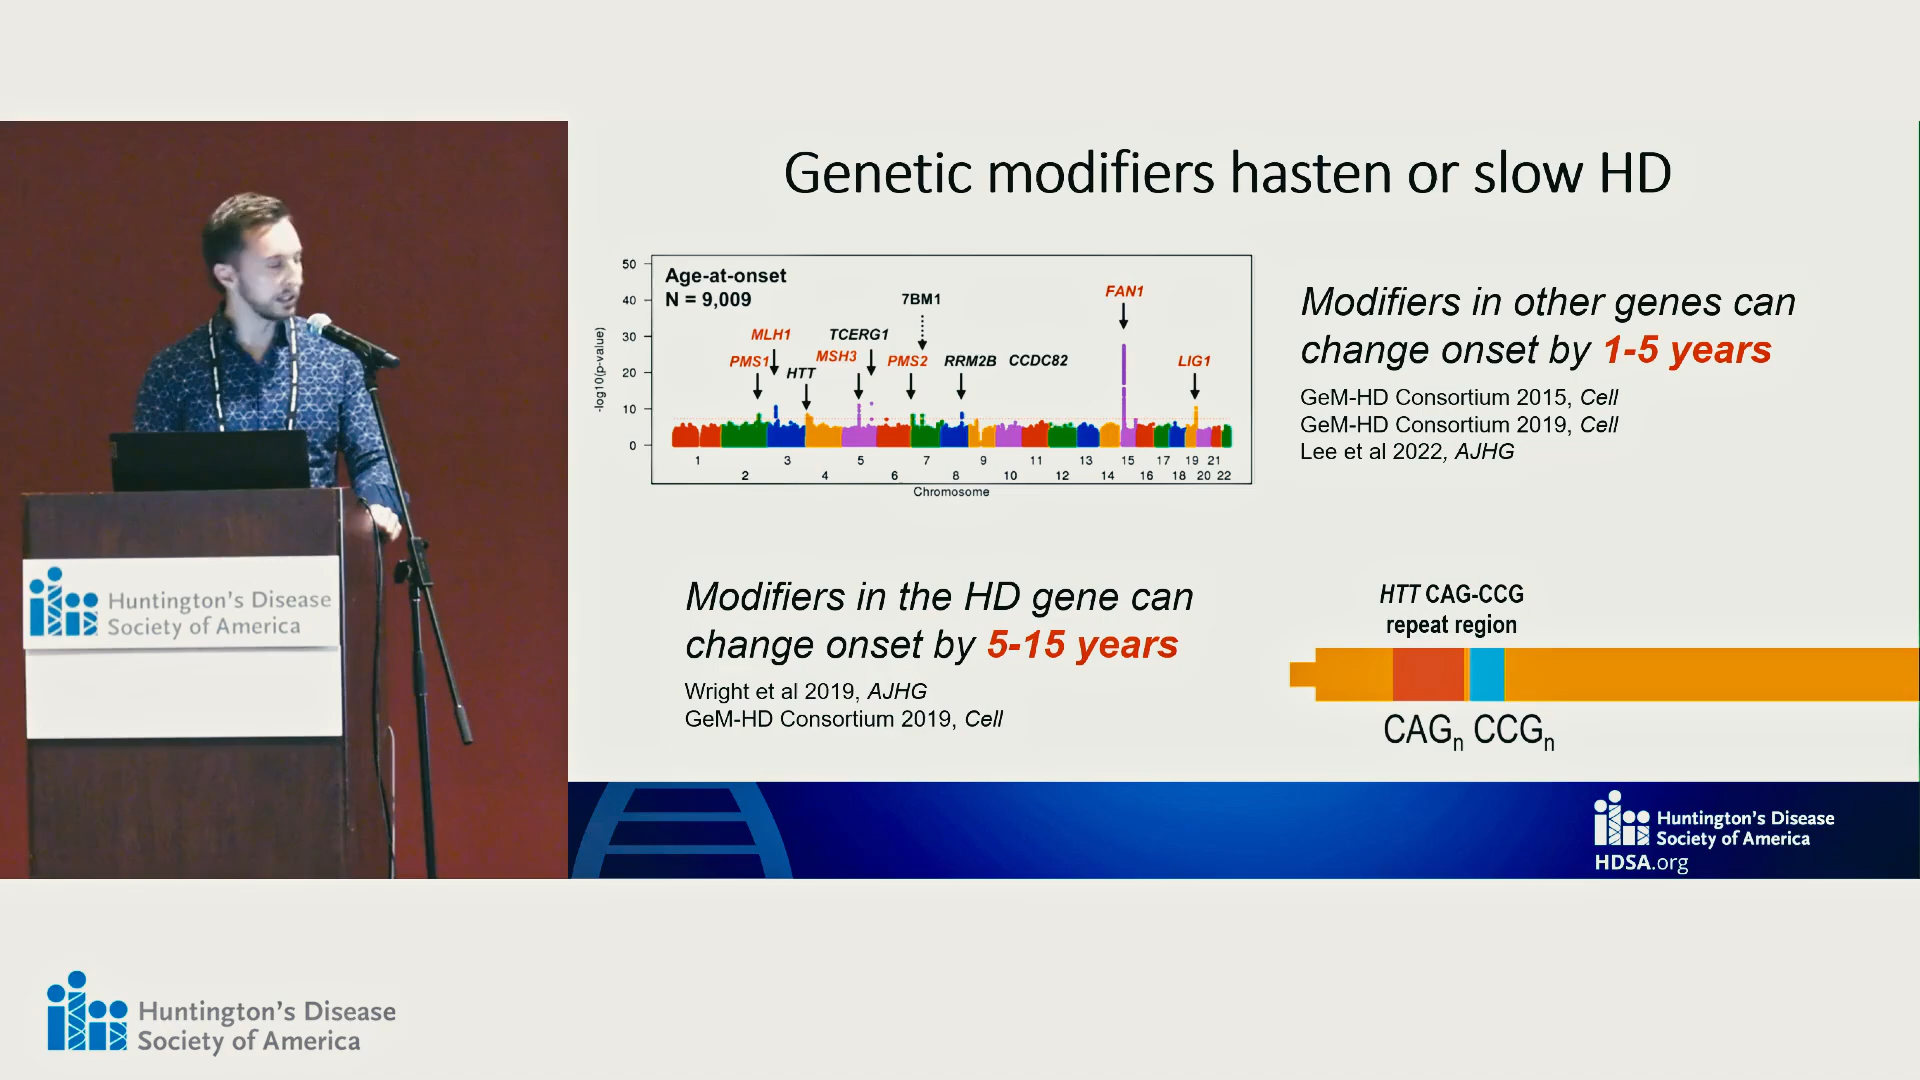 Genetic modifiers hasten or slow HD
Age-at-onset
N = 9,009
50
40
30
20
10
0
-log10(p-value)
PMS1
MLH1
HTT
MSH3
TCERG1
PMS2
7BM1
RRM2B
CCDC82
FAN1
LIG1
1
2
3
4
5
6
7
8
9
10
11
12
13
14
15
16
17
18
19
20
21
22
Chromosome
Modifiers in other genes can
change onset by 1-5 years
GeM-HD Consortium 2015, Cell
GeM-HD Consortium 2019, Cell
Lee et al 2022, AJHG
Modifiers in the HD gene can
change onset by 5-15 years
Wright et al 2019, AJHG
GeM-HD Consortium 2019, Cell
HTT CAG-CCG
repeat region
CAGn CCGn
Huntington's Disease
Society of America
HDSA.org
Huntington's Disease
Society of America
Huntington's Disease
Society of America